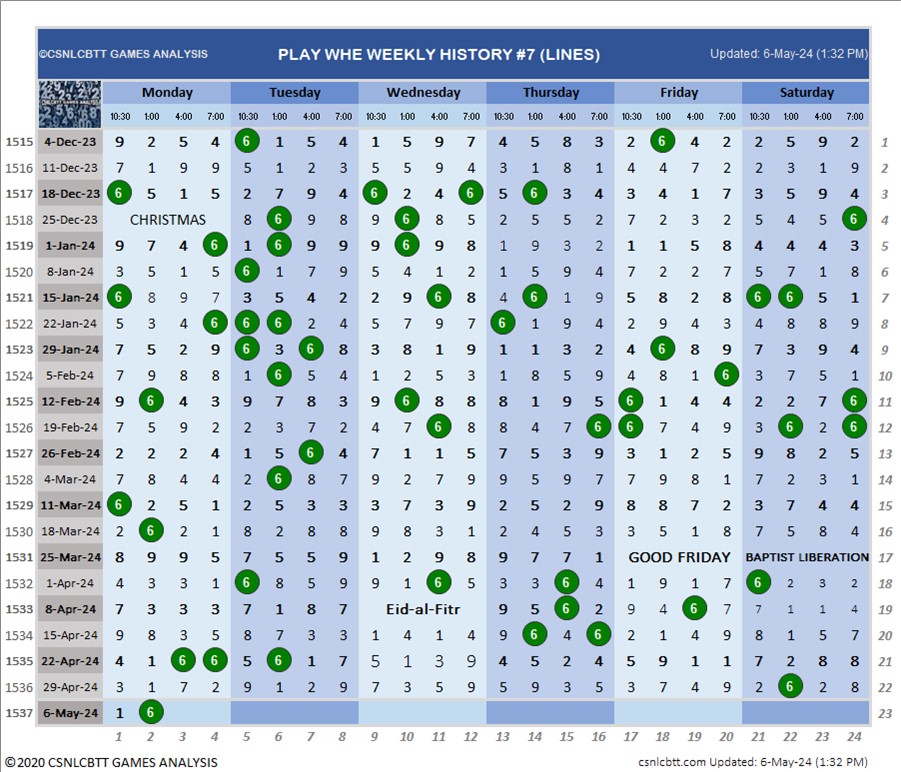 ©CSNLCBTT GAMES ANALYSIS PLAY WHE WEEKLY HISTORY #7 (LINES) Updated: 6-May-24 (1:32 PM)
Monday Tuesday Wednesday Thursday Friday Saturday
10:30 1:00 4:00 7:00 10:30 1:00 4:00 7:00 10:30 1:00 4:00 7:00 10:30 1:00 4:00 7:00 10:30 1:00 4:00 7:00 10:30 1:00 4:00 7:00
1515 4-Dec-23 9 2 5 4 6 1 5 4 1 5 9 7 4 5 8 3 2 6 4 2 2 5 9 2 1
1516 11-Dec-23 7 1 9 9 5 1 2 3 5 5 9 4 3 1 8 1 4 4 7 2 2 3 1 9 2
1517 18-Dec-23 6 5 1 5 2 7 9 4 6 2 4 6 5 6 3 4 3 4 1 7 3 5 9 4 3
1518 25-Dec-23 CHRISTMAS 8 6 9 8 9 6 8 5 2 5 5 2 7 2 3 2 5 4 5 6 4
1519 1-Jan-24 9 7 4 6 1 6 9 9 9 6 9 8 1 9 3 2 1 1 5 8 4 4 4 3 5
1520 8-Jan-24 3 5 1 5 6 1 7 9 5 4 1 2 1 5 9 4 7 2 2 7 5 7 1 8 6
1521 15-Jan-24 6 8 9 7 3 5 4 2 2 9 6 8 4 6 1 9 5 8 2 8 6 6 5 1 7
1522 22-Jan-24 5 3 4 6 6 6 2 4 5 7 9 7 6 1 9 4 2 9 4 3 4 8 8 9 8
1523 29-Jan-24 7 5 2 9 6 3 6 8 3 8 1 9 1 1 3 2 4 6 8 9 7 3 9 4 9
1524 5-Feb-24 7 9 8 8 1 6 5 4 1 2 5 3 1 8 5 9 4 8 1 6 3 7 5 1 10
1525 12-Feb-24 9 6 4 3 9 7 8 3 9 6 8 8 8 1 9 5 6 1 4 4 2 2 7 6 11
1526 19-Feb-24 7 5 9 2 2 3 7 2 4 7 6 8 8 4 7 6 6 7 4 9 3 6 2 6 12
1527 26-Feb-24 2 2 2 4 1 5 6 4 7 1 1 5 7 5 3 9 3 1 2 5 9 8 2 5 13
1528 4-Mar-24 7 8 4 4 2 6 8 7 9 2 7 9 9 5 9 7 7 9 8 1 7 2 3 1 14
1529 11-Mar-24 6 2 5 1 2 5 3 3 3 7 3 9 2 5 2 9 8 8 7 2 3 7 4 4 15
1530 18-Mar-24 2 6 2 1 8 2 8 8 9 8 3 1 2 4 5 3 3 5 1 8 7 5 8 4 16
1531 25-Mar-24 8 9 9 5 7 5 5 9 1 2 9 8 9 7 7 1 GOOD FRIDAY BAPTIST LIBERATION 17
1532 1-Apr-24 4 3 3 1 6 8 5 9 9 1 6 5 3 3 6 4 1 9 1 7 6 2 3 2 18
1533 8-Apr-24 7 3 3 3 7 1 8 7 Eid-al-Fitr 9 5 6 2 9 4 6 7 7 1 1 4 19
1534 15-Apr-24 9 8 3 5 8 7 3 3 1 4 1 4 9 6 4 6 2 1 4 9 8 1 5 7 20
1535 22-Apr-24 4 1 6 6 5 6 1 7 5 1 3 9 4 5 2 4 5 9 1 1 7 2 8 8 21
1536 29-Apr-24 3 1 7 2 9 1 2 9 7 3 5 9 5 9 3 5 3 7 4 9 2 6 2 8 22
1537 6-May-24 1 6 23
1 2 3 4 5 6 7 8 9 10 11 12 13 14 15 16 17 18 19 20 21 22 23 24
©2020 CSNLCBTT GAMES ANALYSIS csnlcbtt.com Updated: 6-May-24 (1:32 PM)